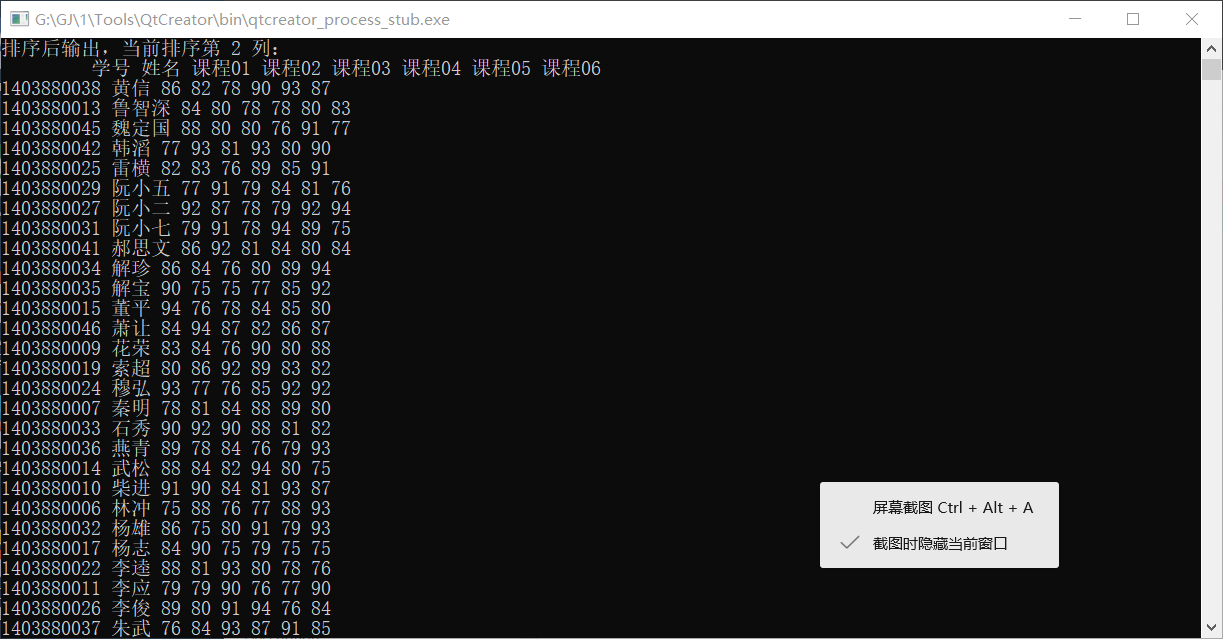 G:\GJ\1\Tools\QtCreator\bin\qtcreator_process_stub.exe
排序后输出，当前排序第 2 列：
学号 姓名 课程01 课程02 课程03 课程04 课程05 课程06
1403880038 黄信 86 82 78 90 93 87
1403880013 鲁智深 84 80 78 78 80 83
1403880045 魏定国 88 80 80 76 91 77
1403880042 韩滔 77 93 81 93 80 90
1403880025 雷横 82 83 76 89 85 91
1403880029 阮小五 77 91 79 84 81 76
1403880027 阮小二 92 87 78 79 92 94
1403880031 阮小七 79 91 78 94 89 75
1403880041 郝思文 86 92 81 84 80 84
1403880034 解珍 86 84 76 80 89 94
1403880035 解宝 90 75 75 77 85 92
1403880015 董平 94 76 78 84 85 80
1403880046 萧让 84 94 87 82 86 87
1403880009 花荣 83 84 76 90 80 88
1403880019 索超 80 86 92 89 83 82
1403880024 穆弘 93 77 76 85 92 92
1403880007 秦明 78 81 84 88 89 80
1403880033 石秀 90 92 90 88 81 82
1403880036 燕青 89 78 84 76 79 93
1403880014 武松 88 84 82 94 80 75
1403880010 柴进 91 90 84 81 93 87
1403880006 林冲 75 88 76 77 88 93
1403880032 杨雄 86 75 80 91 79 93
1403880017 杨志 84 90 75 79 75 75
1403880022 李逵 88 81 93 80 78 76
1403880011 李应 79 79 90 76 77 90
1403880026 李俊 89 80 91 94 76 84
1403880037 朱武 76 84 93 87 91 85
屏幕截图 Ctrl + Alt + A
截图时隐藏当前窗口